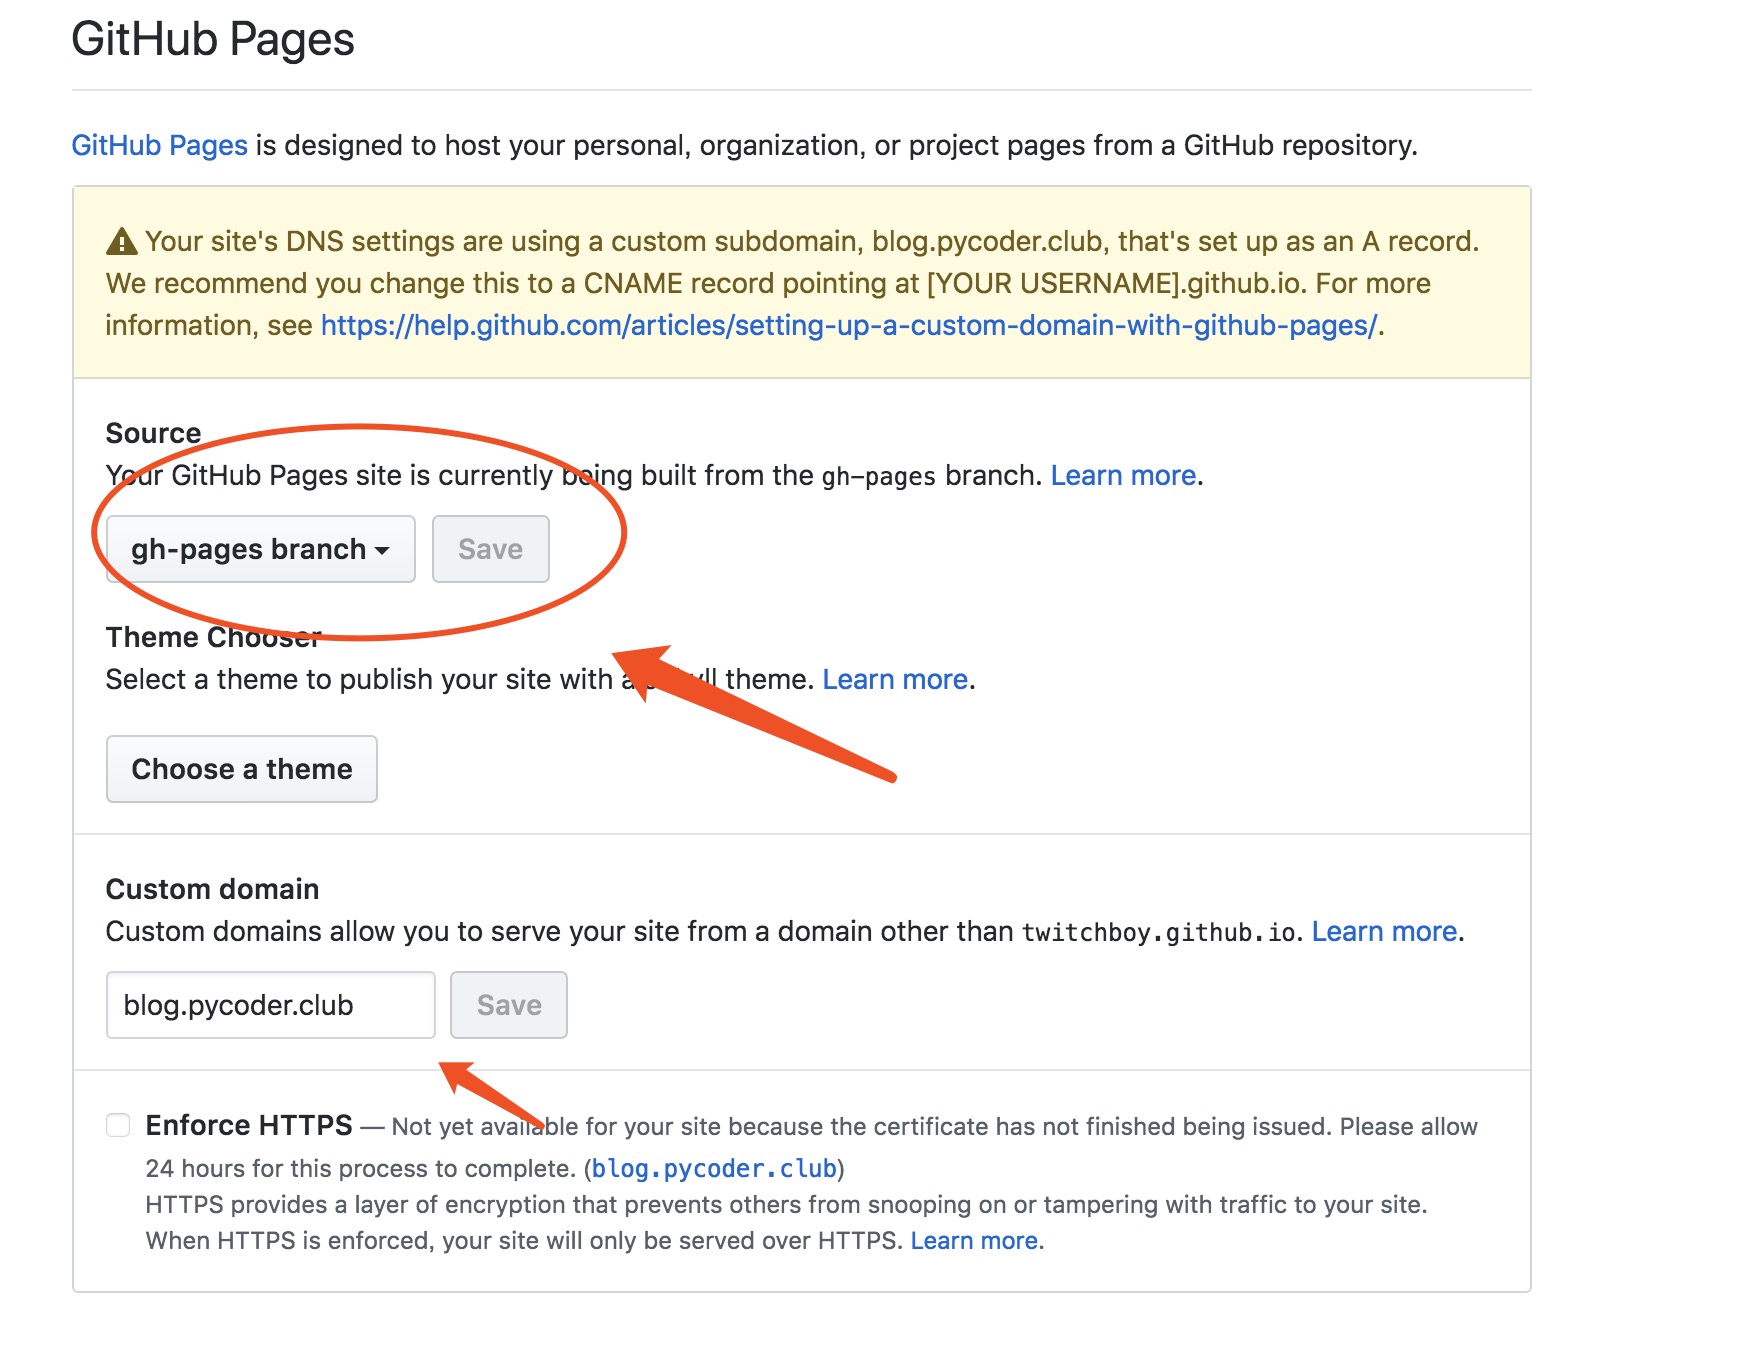 GitHub Pages
GitHub Pages is designed to host your personal, organization, or project pages from a GitHub repository.
Your site's DNS settings are using a custom subdomain, blog.pycoder.club, that's set up as an A record.
We recommend you change this to a CNAME record pointing at [YOUR USERNAME].github.io. For more
information, see https://help.github.com/articles/setting-up-a-custom-domain-with-github-pages/.
Source
Your GitHub Pages site is currently being built from the gh-pages branch. Learn more.
gh-pages branch Save
Theme Chooser
Select a theme to publish your site with a theme. Learn more.
Choose a theme
Custom domain
Custom domains allow you to serve your site from a domain other than twitchboy.github.io. Learn more.
blog.pycoder.club Save
Enforce HTTPS — Not yet available for your site because the certificate has not finished being issued. Please allow
24 hours for this process to complete. (blog.pycoder.club)
HTTPS provides a layer of encryption that prevents others from snooping on or tampering with traffic to your site.
When HTTPS is enforced, your site will only be served over HTTPS. Learn more.